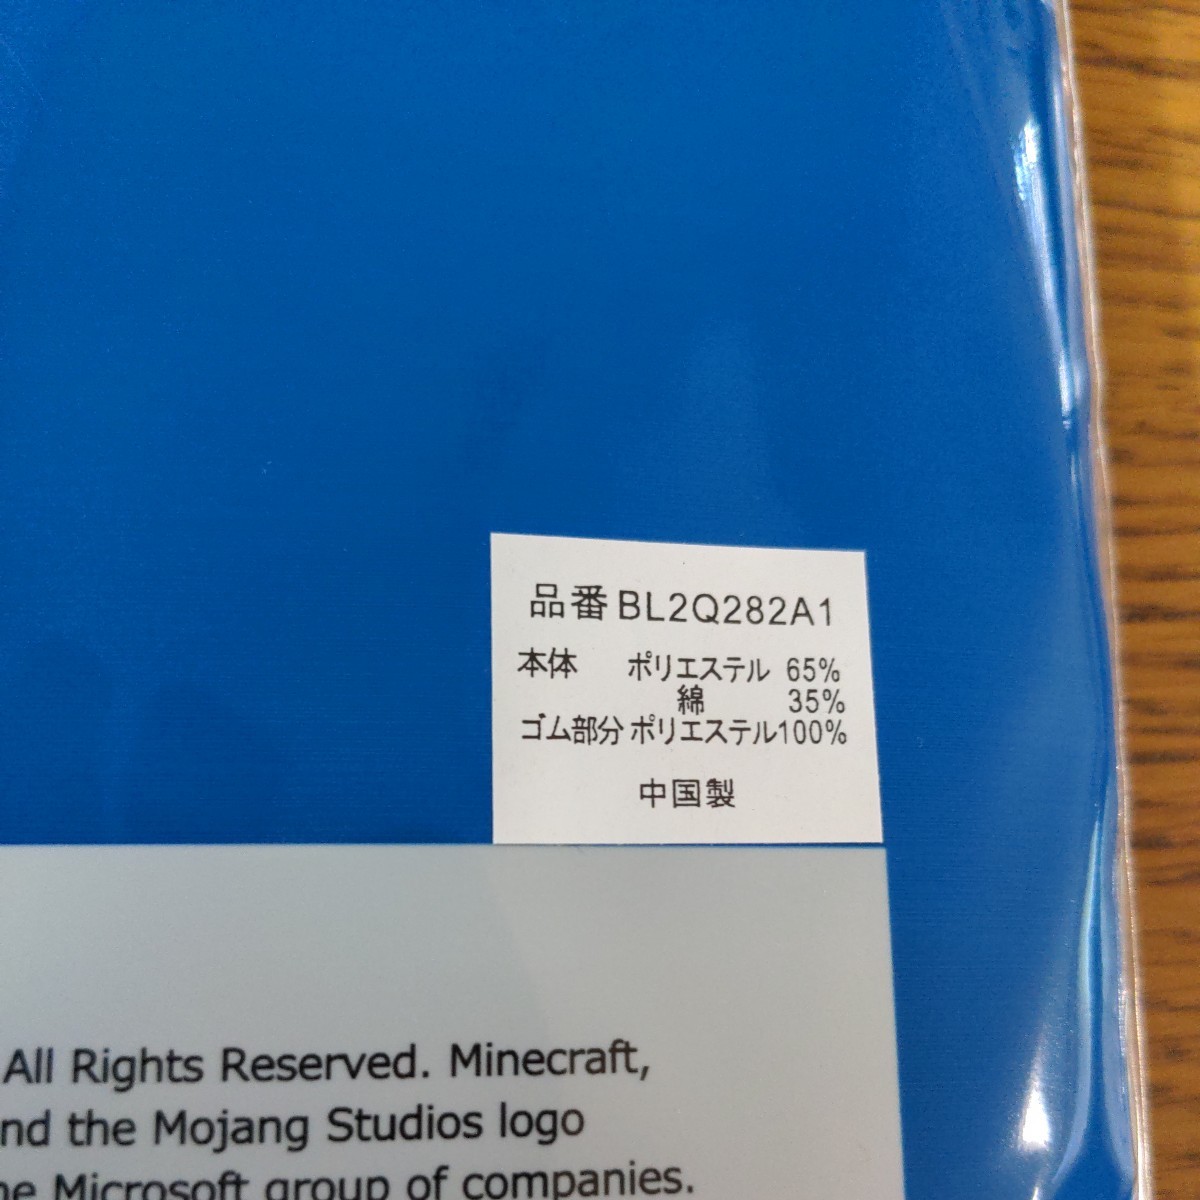 品番BL2Q282A1
本体 ポリエステル 65%
綿 35%
ゴム部分 ポリエステル100%
中国製
All Rights Reserved. Minecraft,
nd the Mojang Studios logo
he Microsoft group of companies.